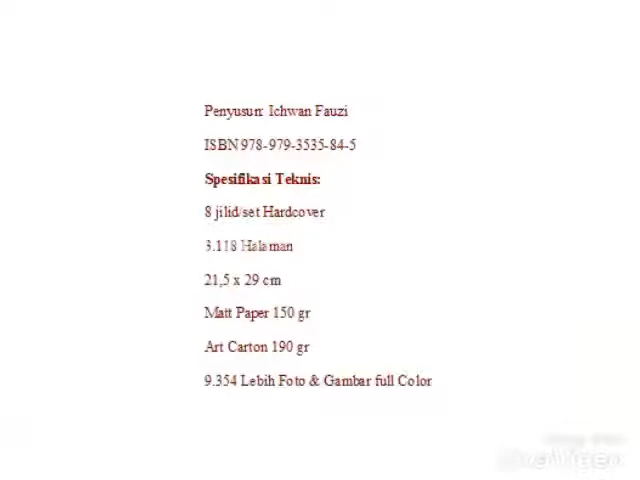 Penyusun: Ichwan Fauzi
ISBN 978-979-3535-84-5
Spesifikasi Teknis:
8 jilid/set Hardcover
3.118 Halaman
21,5 x 29 cm
Matt Paper 150 gr
Art Carton 190 gr
9.354 Lebih Foto & Gambar full Color